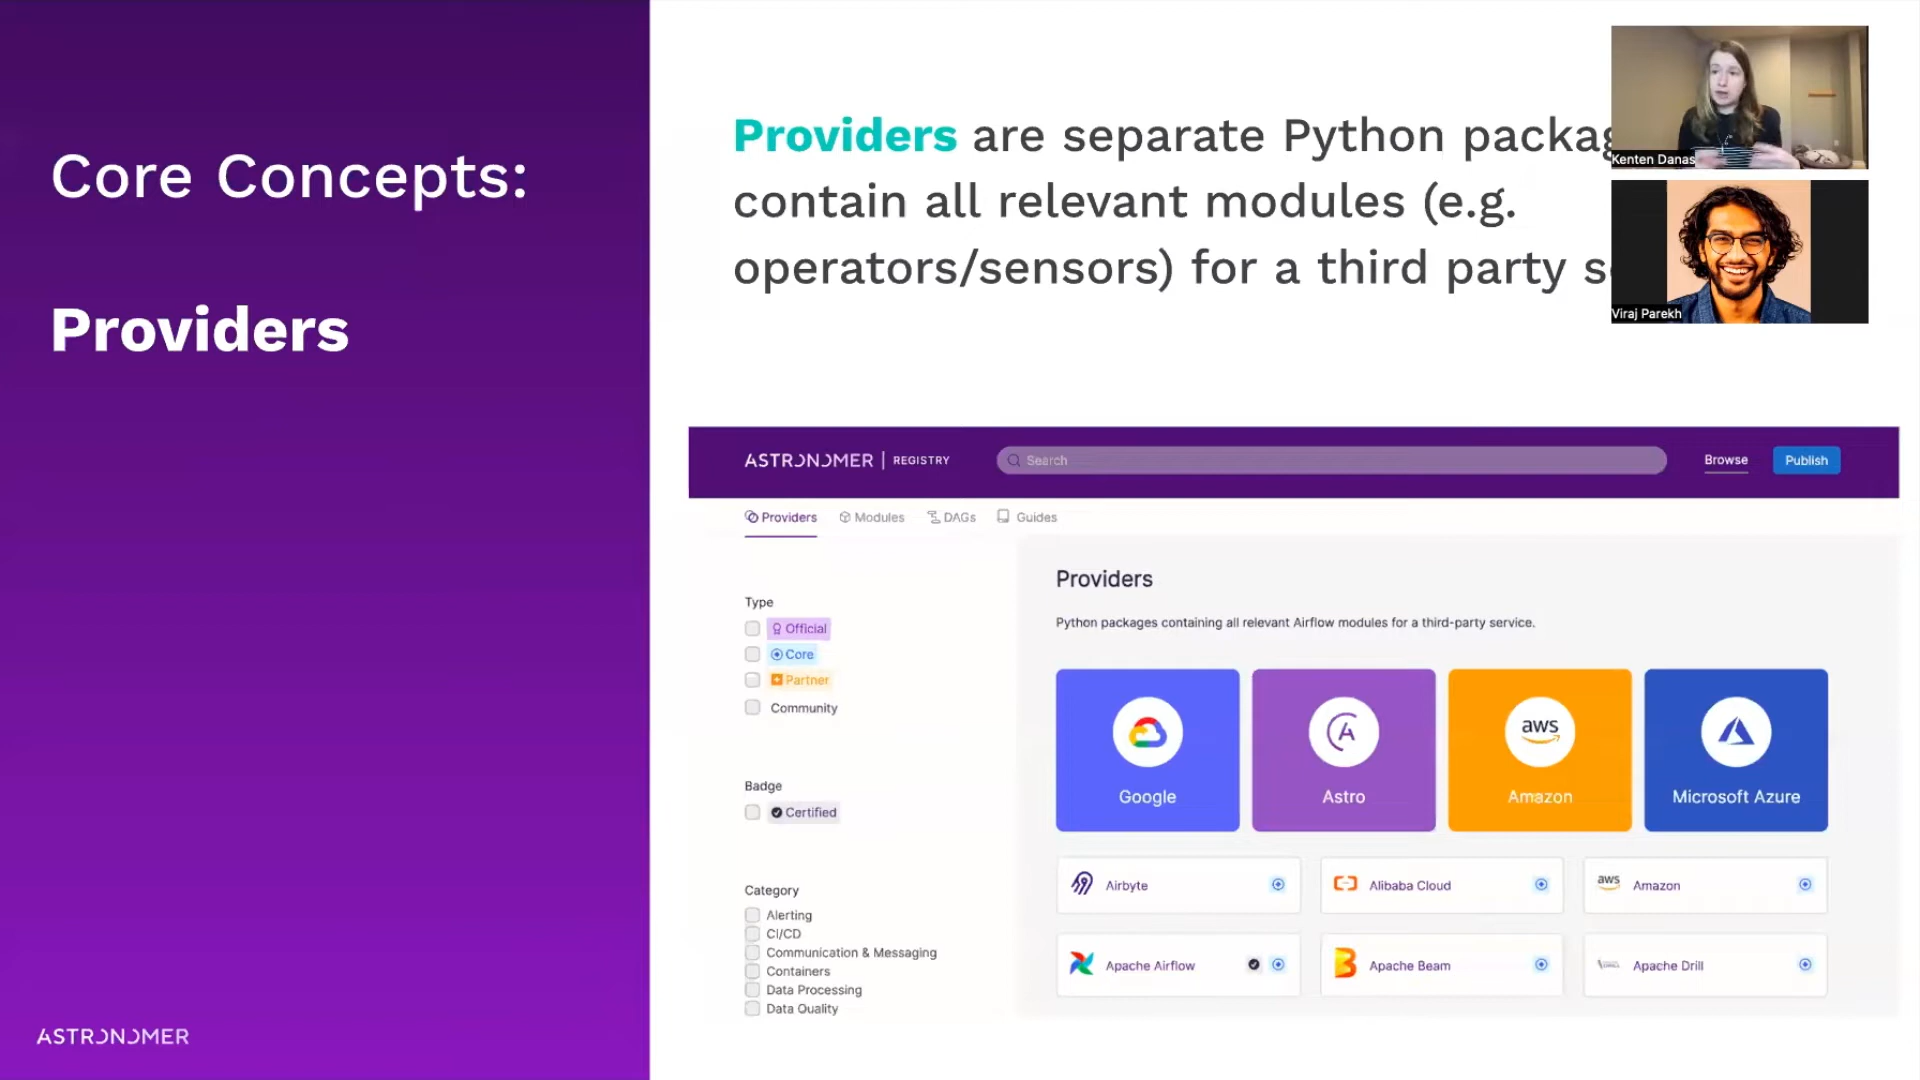 Core Concepts:
Providers
ASTRONOMER
Providers are separate Python packag
contain all relevant modules (e.g.
operators/sensors) for a third party s
Kenten Danas
Viraj Parekh
ASTRONOMER | REGISTRY
Search
Browse
Publish
Providers
Modules
DAGs
Guides
Type
Official
Core
Partner
Community
Badge
Certified
Category
Alerting
CI/CD
Communication & Messaging
Containers
Data Processing
Data Quality
Providers
Python packages containing all relevant Airflow modules for a third-party service.
Google
Astro
aws
Amazon
Microsoft Azure
Airbyte
Alibaba Cloud
aws
Amazon
Apache Airflow
Apache Beam
Apache Drill